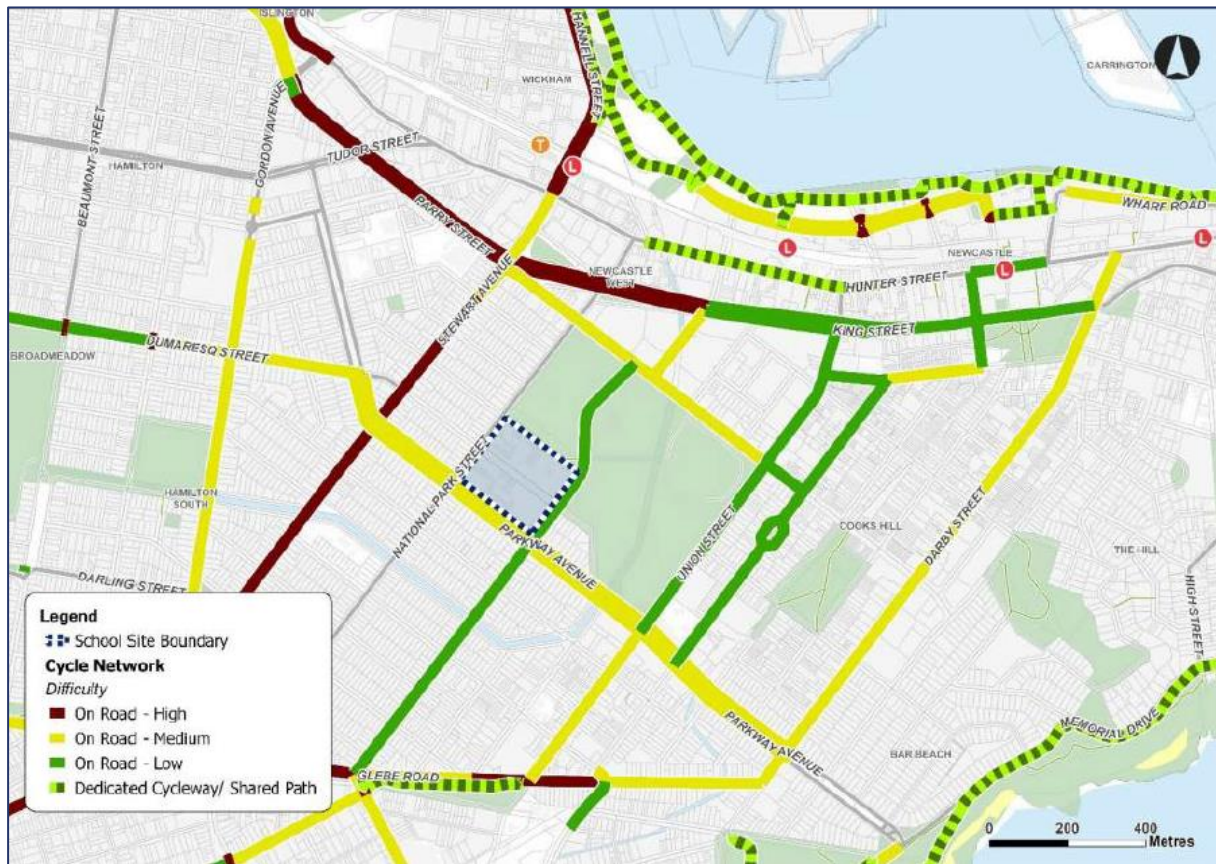 ISLINGTON
HANNELL STREET
WICKHAM
CARRINGTON
BEAUMONT STREET
GORDON AVENUE
TUDOR STREET
HAMILTON
T
L
PARRY STREET
WHARF ROAD
L
L
NEWCASTLE
L
HUNTER STREET
NEWCASTLE
WEST
STEWART AVENUE
KING STREET
DUMARESQ STREET
BROADMEADOW
NATIONAL PARK STREET
HAMILTON
SOUTH
PARKWAY AVENUE
UNION STREET
COOKS HILL
DARBY STREET
THE HILL
HIGH STREET
DARLING STREET
Legend
School Site Boundary
Cycle Network
Difficulty
On Road - High
On Road - Medium
On Road - Low
Dedicated Cycleway/ Shared Path
GLEBE ROAD
PARKWAY AVENUE
BAR BEACH
MEMORIAL DRIVE
0 200 400
Metres